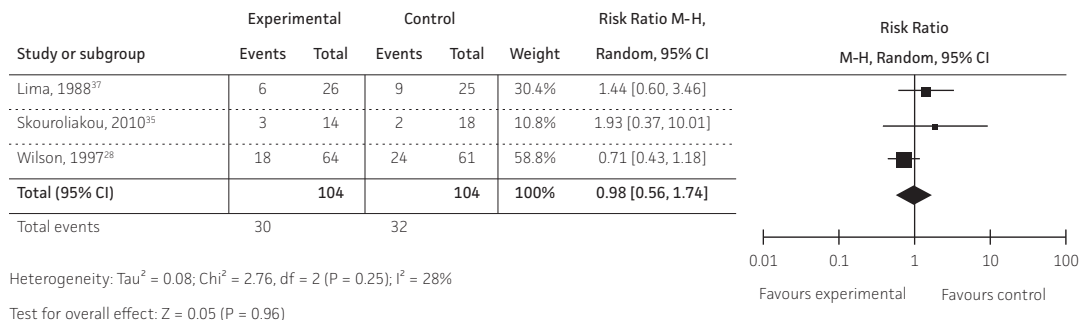 Experimental Control Risk Ratio M-H, Risk Ratio
Study or subgroup Events Total Events Total Weight Random, 95% CI M-H, Random, 95% CI
Lima, 1988³⁷ 6 26 9 25 30.4% 1.44 [0.60, 3.46]
Skouroliakou, 2010³⁵ 3 14 2 18 10.8% 1.93 [0.37, 10.01]
Wilson, 1997²⁸ 18 64 24 61 58.8% 0.71 [0.43, 1.18]
Total (95% CI) 104 104 100% 0.98 [0.56, 1.74]
Total events 30 32
0.01 0.1 1 10 100
Heterogeneity: Tau² = 0.08; Chi² = 2.76, df = 2 (P = 0.25); I² = 28%
Favours experimental Favours control
Test for overall effect: Z = 0.05 (P = 0.96)